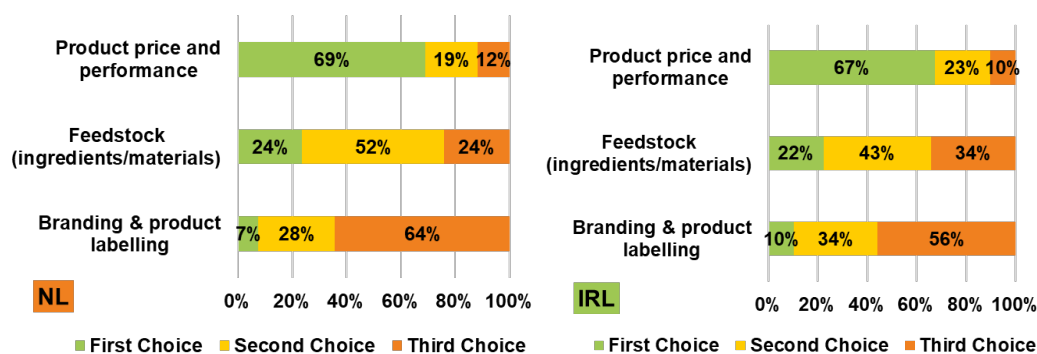 Product price and
performance
69% 19% 12%
Feedstock
(ingredients/materials)
24% 52% 24%
Branding & product
labelling
7% 28% 64%
NL
0% 20% 40% 60% 80% 100%
First Choice Second Choice Third Choice
Product price and
performance
67% 23% 10%
Feedstock
(ingredients/materials)
22% 43% 34%
Branding & product
labelling
10% 34% 56%
IRL
0% 20% 40% 60% 80% 100%
First Choice Second Choice Third Choice